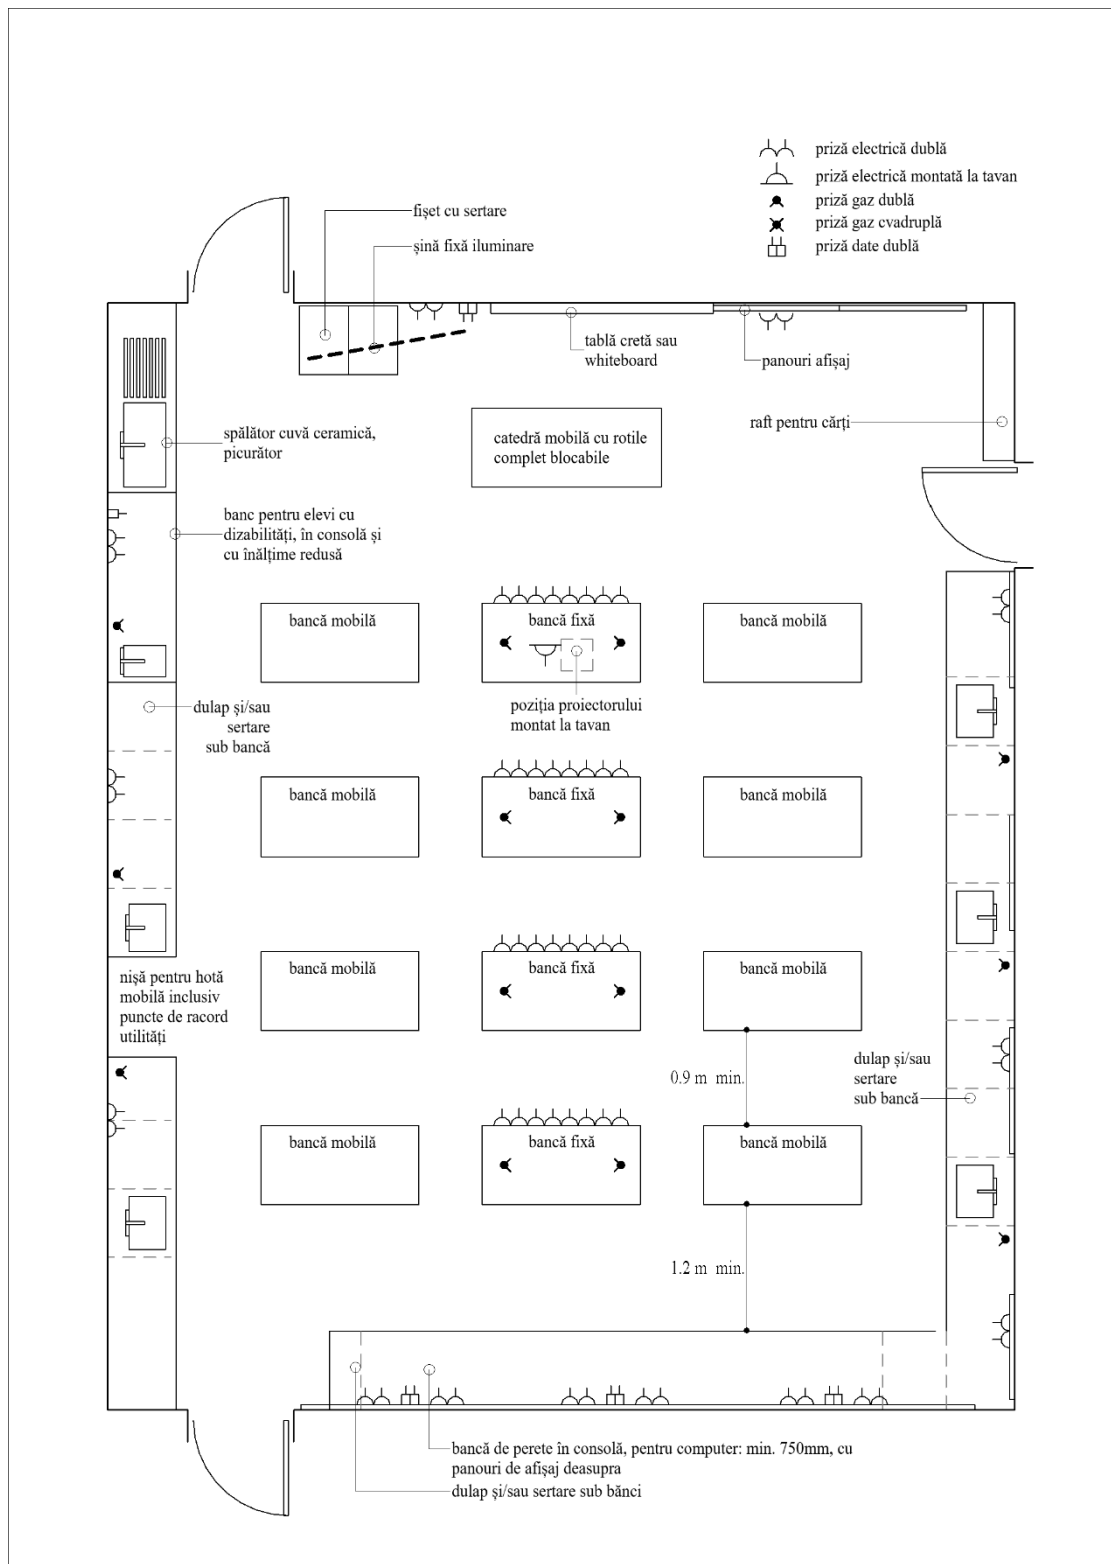 priză electrică dublă
priză electrică montată la tavan
priză gaz dublă
priză gaz cvadruplă
priză date dublă
fișet cu sertare
șină fixă iluminare
tablă cretă sau
whiteboard
panouri afișaj
raft pentru cărți
spălător cuvă ceramică,
picurător
catedră mobilă cu rotile
complet blocabile
banc pentru elevi cu
dizabilități, în consolă și
cu înălțime redusă
bancă mobilă
bancă fixă
bancă mobilă
poziția proiectorului
montat la tavan
dulap și/sau
sertare
sub bancă
bancă mobilă
bancă fixă
bancă mobilă
bancă mobilă
bancă fixă
bancă mobilă
nișă pentru hotă
mobilă inclusiv
puncte de racord
utilități
0.9 m min.
dulap și/sau
sertare
sub bancă
bancă mobilă
bancă fixă
bancă mobilă
1.2 m min.
bancă de perete în consolă, pentru computer: min. 750mm, cu
panouri de afișaj deasupra
dulap și/sau sertare sub bănci